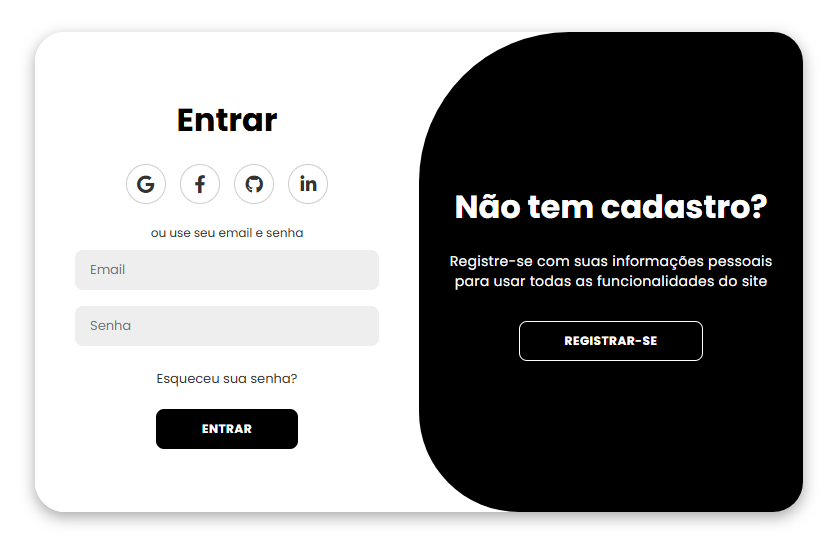 Entrar
ou use seu email e senha
Email
Senha
Esqueceu sua senha?
ENTRAR
Não tem cadastro?
Registre-se com suas informações pessoais
para usar todas as funcionalidades do site
REGISTRAR-SE